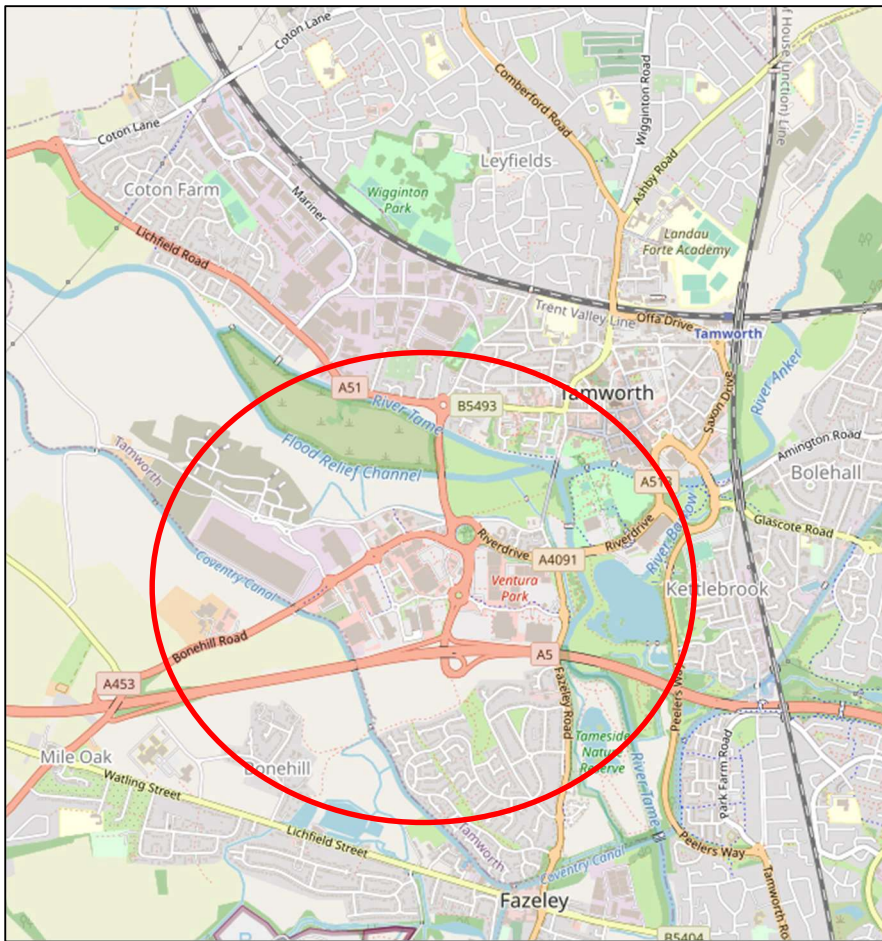 Coton Lane
Coton Lane
Comberford Road
Wigginton Road
f House Junction) Line
Coton Lane
Leyfields
Ashby Road
Coton Farm
Mariner
Wigginton
Park
Landau
Forte Academy
Lichfield Road
Trent Valley Line
Offa Drive
Tamworth
River Anker
Saxon Drive
A51
B5493
Tamworth
River Tame
Flood Relief Channel
Tamworth
Amington Road
Bolehall
A513
Glascote Road
Riverdrive
Riverdrive
A4091
Coventry Canal
Ventura
Park
Kettlebrook
Bonehill Road
A5
A453
Fazeley Road
Peelers Way
Mile Oak
Bonehill
Tameside
Nature
Reserve
Park Farm Road
Watling Street
River Tame
Lichfield Street
Tamworth
Coventry Canal
Peelers Way
Fazeley
Tamworth Ro
B5404